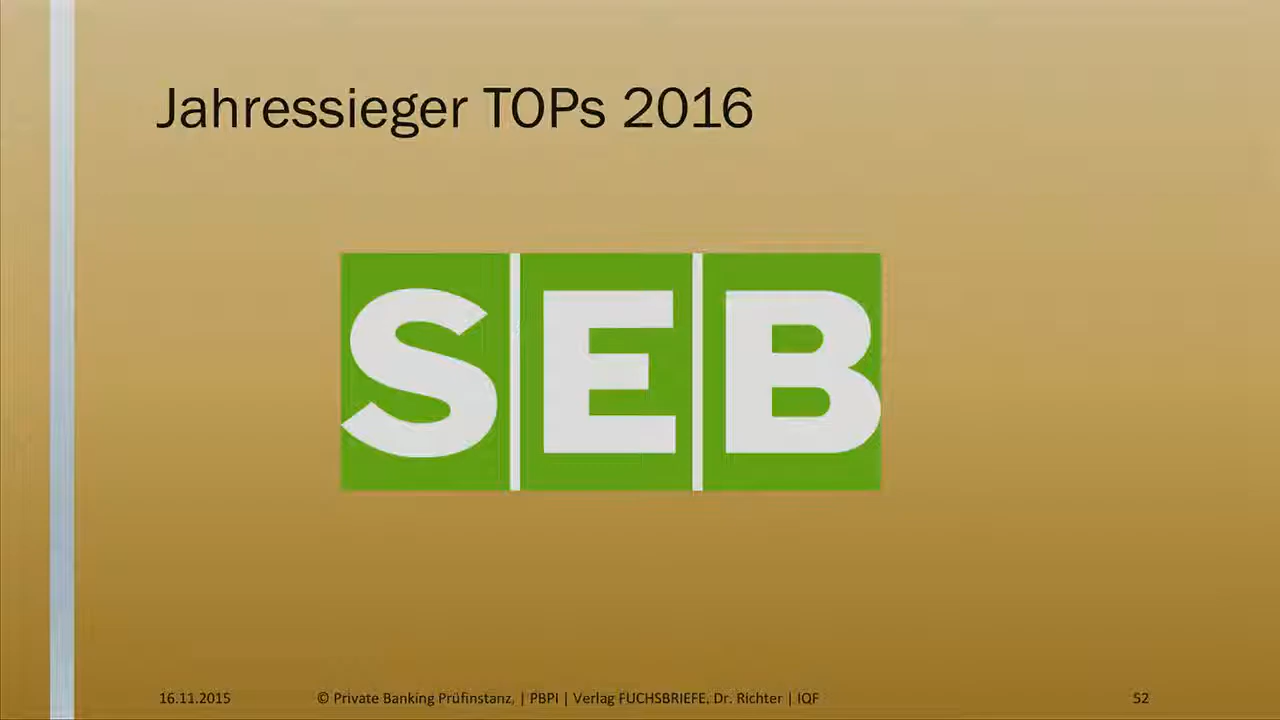 Jahressieger TOPs 2016
SEB
16.11.2015 © Private Banking Prüfinstanz, | PBPI | Verlag FUCHSBRIEFE, Dr. Richter | IQF 52